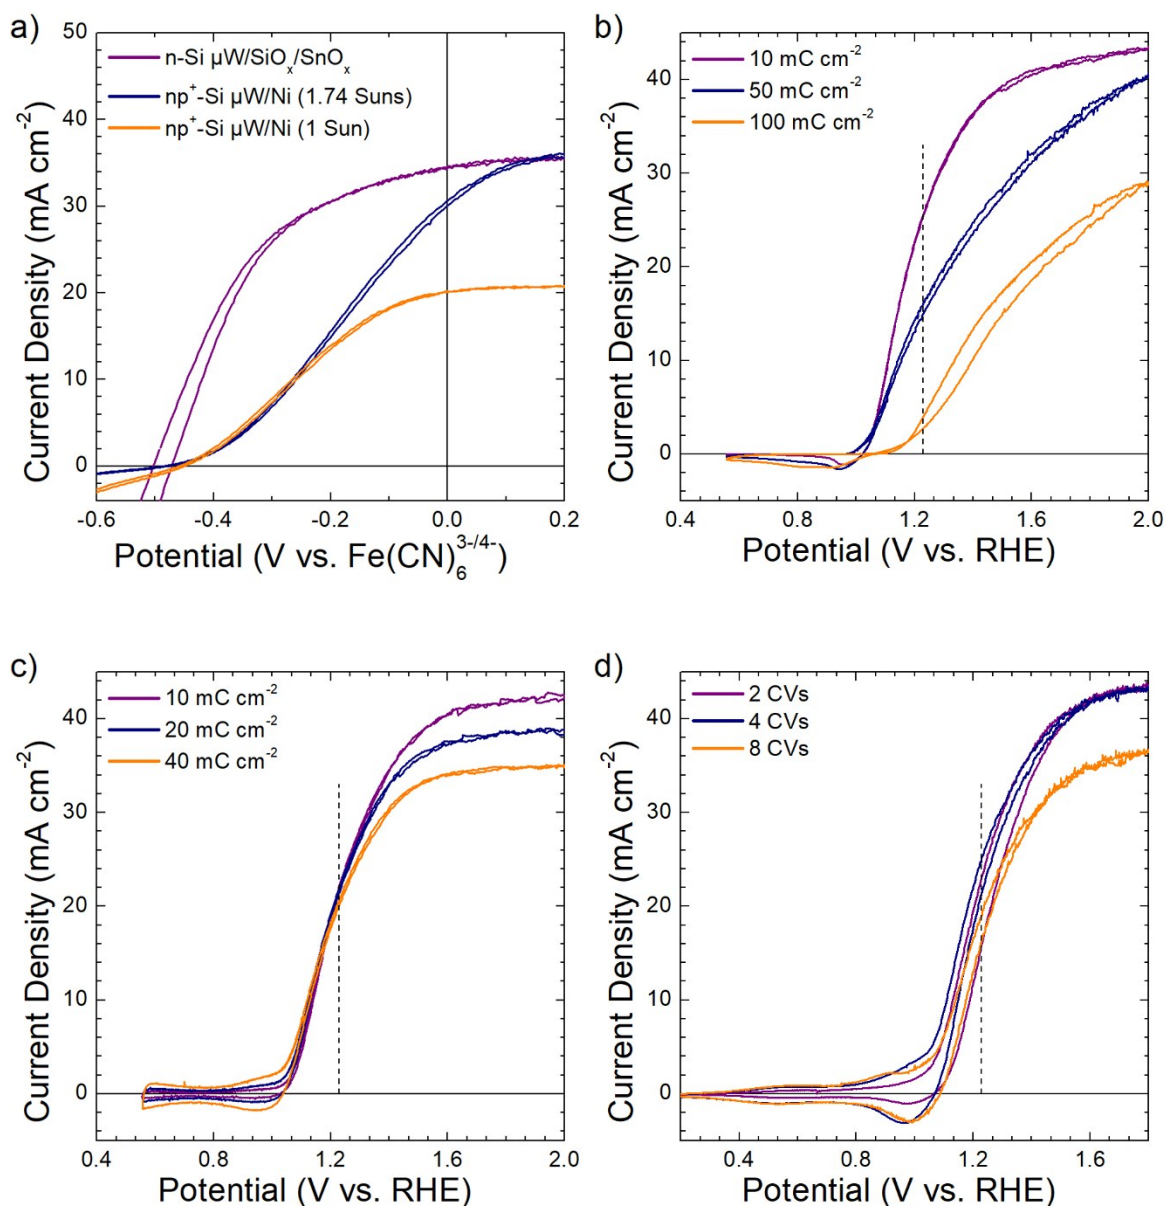 a)
n-Si µW/SiOₓ/SnOₓ
np⁺-Si µW/Ni (1.74 Suns)
np⁺-Si µW/Ni (1 Sun)
Current Density (mA cm⁻²)
50
40
30
20
10
0
-0.6 -0.4 -0.2 0.0 0.2
Potential (V vs. Fe(CN)₆³⁻/⁴⁻)
b)
10 mC cm⁻²
50 mC cm⁻²
100 mC cm⁻²
Current Density (mA cm⁻²)
40
30
20
10
0
0.4 0.8 1.2 1.6 2.0
Potential (V vs. RHE)
c)
10 mC cm⁻²
20 mC cm⁻²
40 mC cm⁻²
Current Density (mA cm⁻²)
40
30
20
10
0
0.4 0.8 1.2 1.6 2.0
Potential (V vs. RHE)
d)
2 CVs
4 CVs
8 CVs
Current Density (mA cm⁻²)
40
30
20
10
0
0.4 0.8 1.2 1.6
Potential (V vs. RHE)